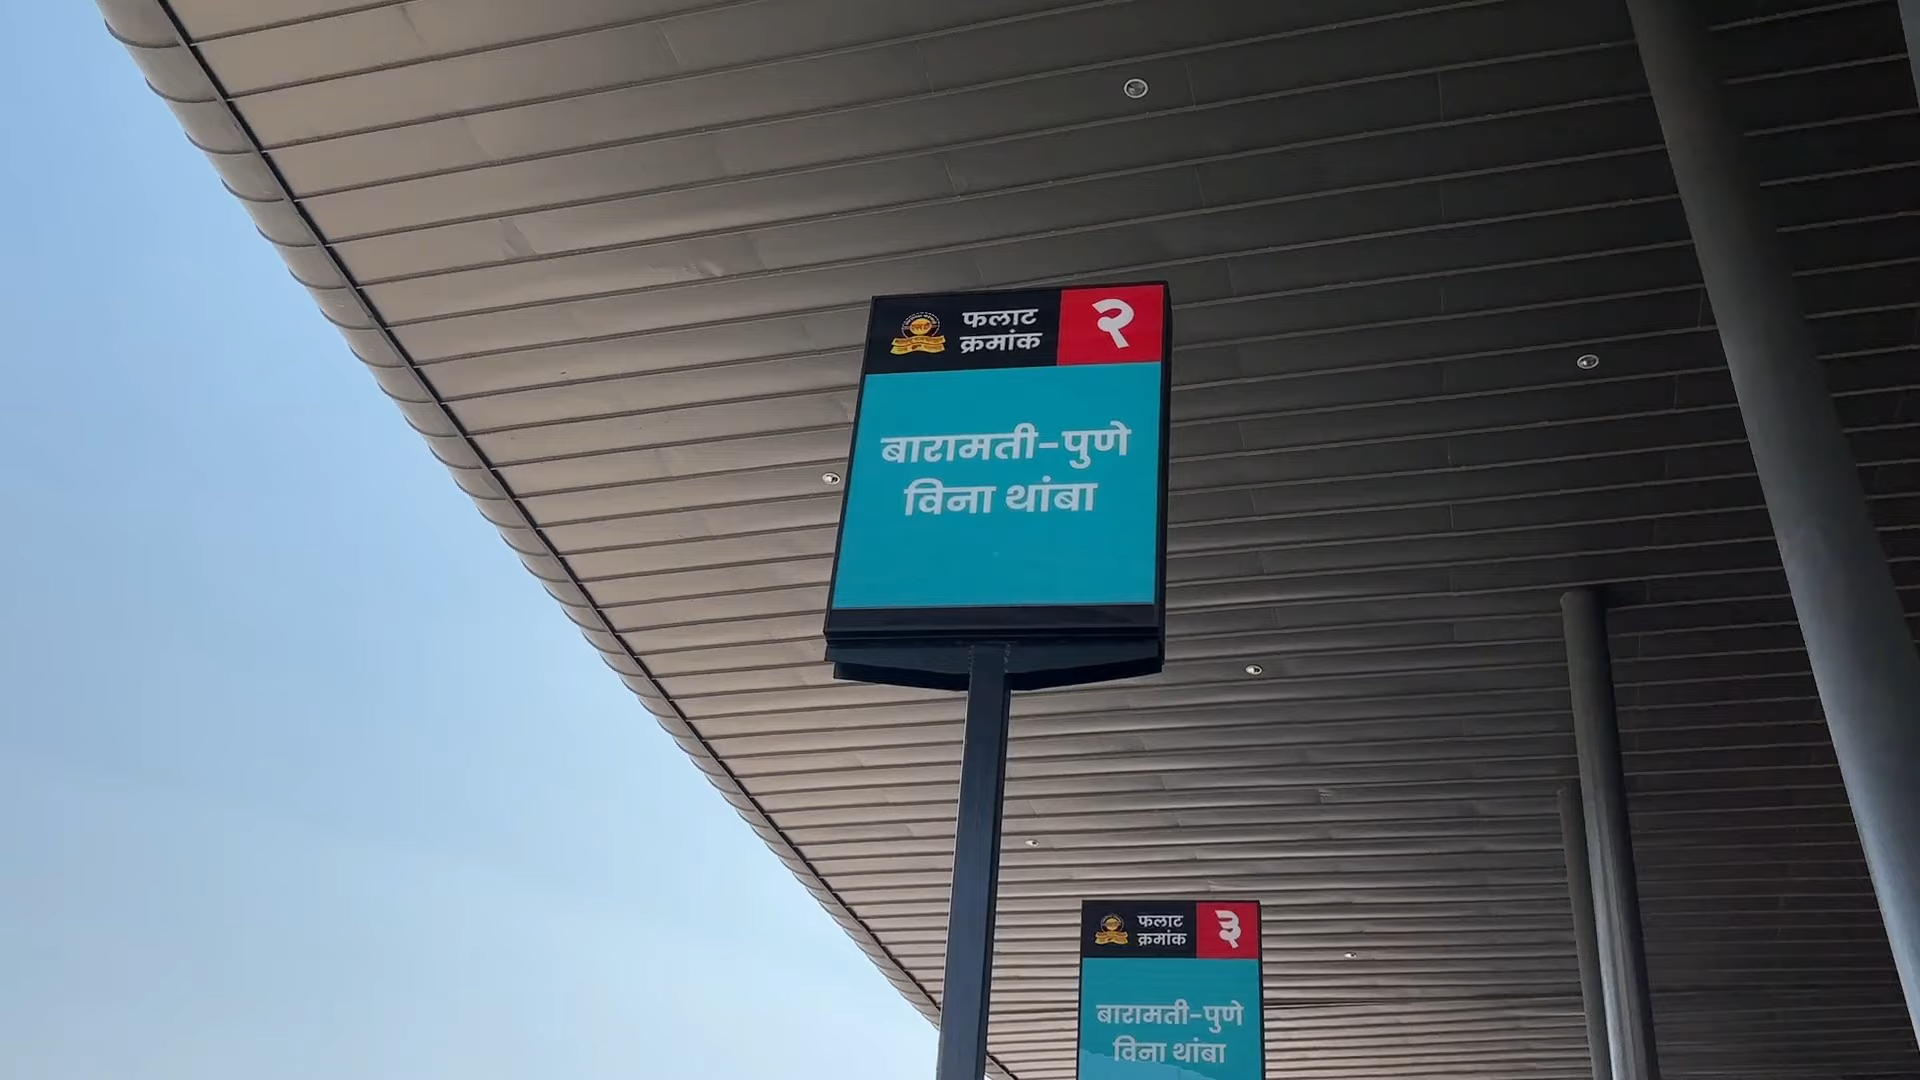 फलाट
क्रमांक
२
बारामती-पुणे
विना थांबा
फलाट
क्रमांक
३
बारामती-पुणे
विना थांबा